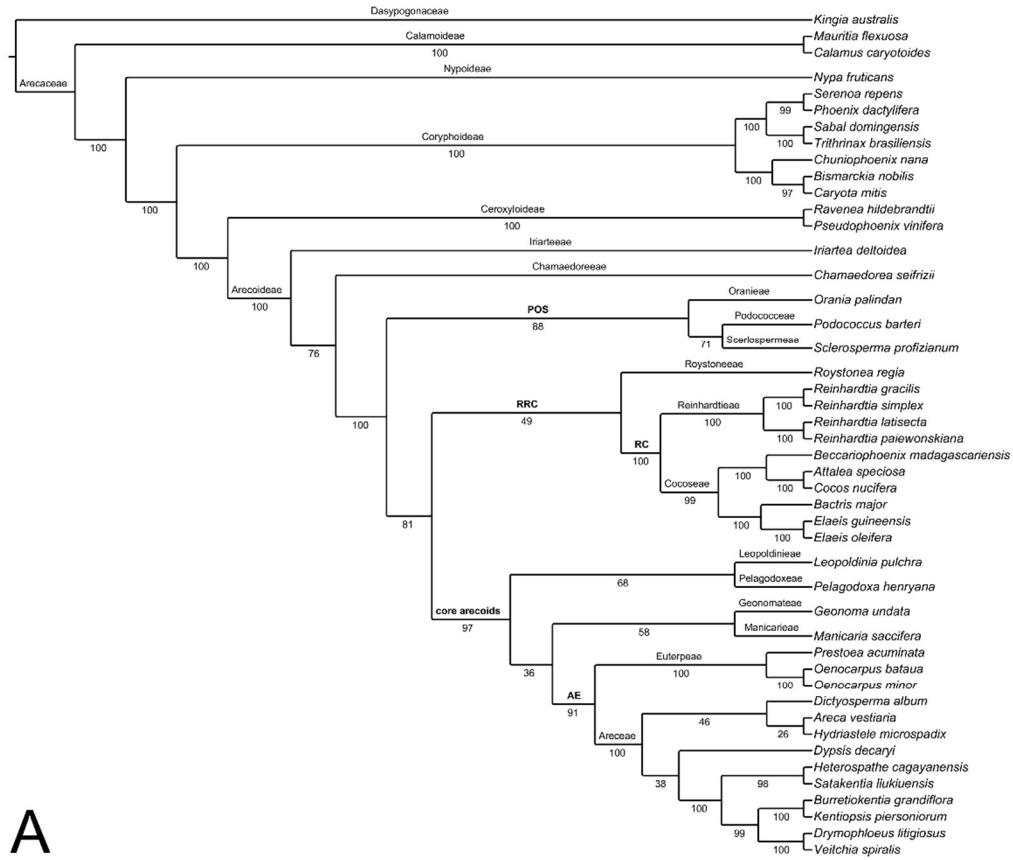 Dasypogonaceae
Kingia australis
Mauritia flexuosa
Calamoideae
100
Calamus caryotoides
Nypoideae
Arecaceae
Nypa fruticans
Serenoa repens
99
Phoenix dactylifera
100
Sabal domingensis
Coryphoideae
100
100
Trithrinax brasiliensis
100
Chuniophoenix nana
100
Bismarckia nobilis
97
Caryota mitis
100
Ceroxyloideae
Ravenea hildebrandtii
100
Pseudophoenix vinifera
Iriarteeae
Iriartea deltoidea
100
Chamaedoreeae
Chamaedorea seifrizii
Arecoideae
100
Oranieae
Orania palindan
POS
88
Podococceae
Podococcus barteri
71
Scerlospermeae
Sclerosperma profizianum
76
Roystoneeae
Roystonea regia
Reinhardtia gracilis
RRC
49
Reinhardtieae
100
100
Reinhardtia simplex
Reinhardtia latisecta
100
Reinhardtia paiewonskiana
100
RC
100
Beccariophoenix madagascariensis
100
Attalea speciosa
Cocoseae
99
100
Cocos nucifera
Bactris major
81
100
Elaeis guineensis
100
Elaeis oleifera
Leopoldinieae
Leopoldinia pulchra
68
Pelagodoxeae
Pelagodoxa henryana
core arecoids
97
Geonomateae
Geonoma undata
58
Manicarieae
Manicaria saccifera
Prestoea acuminata
Euterpeae
100
Oenocarpus bataua
36
100
Oenocarpus minor
AE
91
Dictyosperma album
46
Areca vestiaria
26
Hydriastele microspadix
Areceae
100
Dypsis decaryi
Heterospathe cagayanensis
38
98
Satakentia liukiuensis
100
Burretiokentia grandiflora
100
Kentiopsis piersoniorum
99
Drymophloeus litigiosus
100
Veitchia spiralis
A